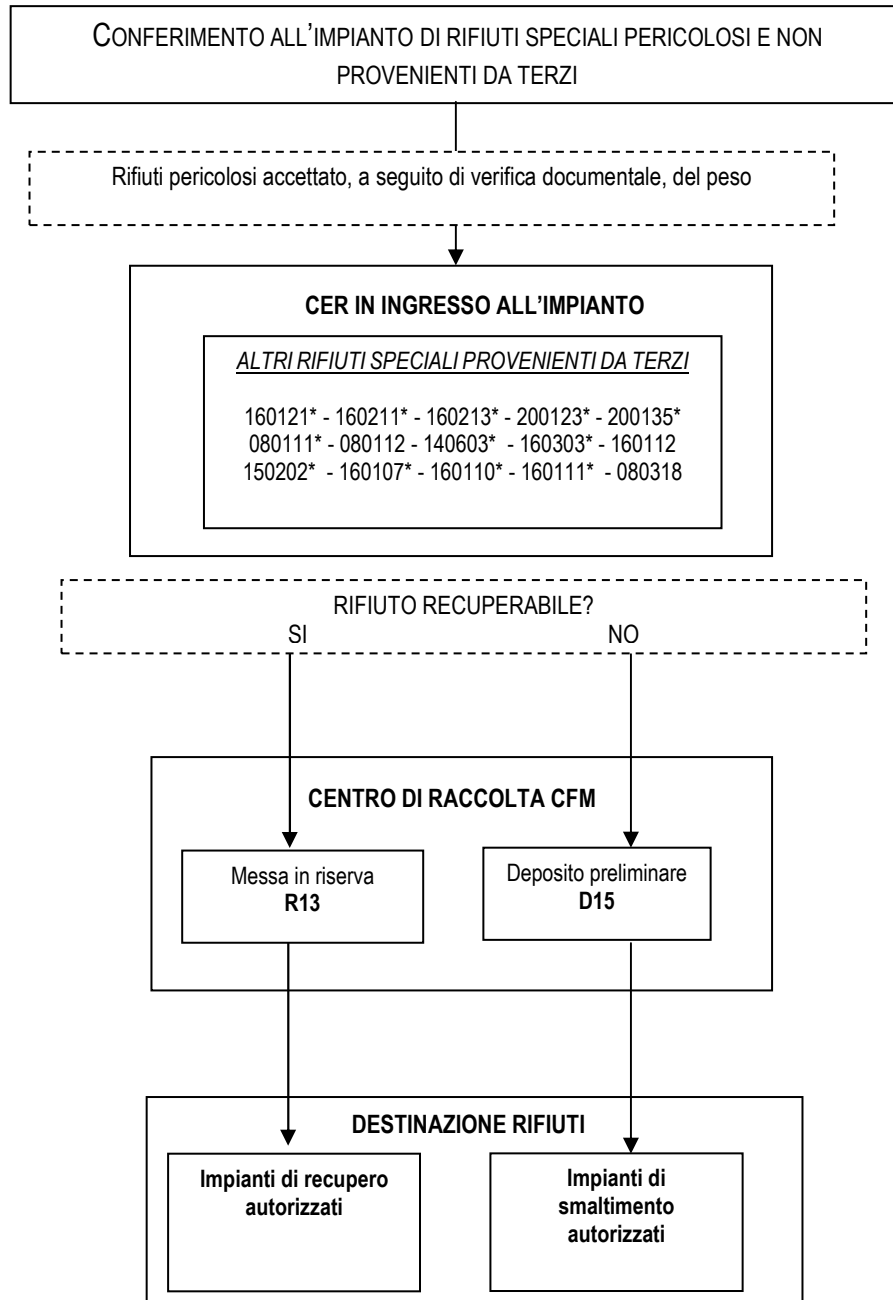 CONFERIMENTO ALL'IMPIANTO DI RIFIUTI SPECIALI PERICOLOSI E NON
PROVENIENTI DA TERZI
Rifiuti pericolosi accettato, a seguito di verifica documentale, del peso
CER IN INGRESSO ALL'IMPIANTO
ALTRI RIFIUTI SPECIALI PROVENIENTI DA TERZI
160121* - 160211* - 160213* - 200123* - 200135*
080111* - 080112 - 140603* - 160303* - 160112
150202* - 160107* - 160110* - 160111* - 080318
RIFIUTO RECUPERABILE?
SI NO
CENTRO DI RACCOLTA CFM
Messa in riserva
R13
Deposito preliminare
D15
DESTINAZIONE RIFIUTI
Impianti di recupero
autorizzati
Impianti di
smaltimento
autorizzati